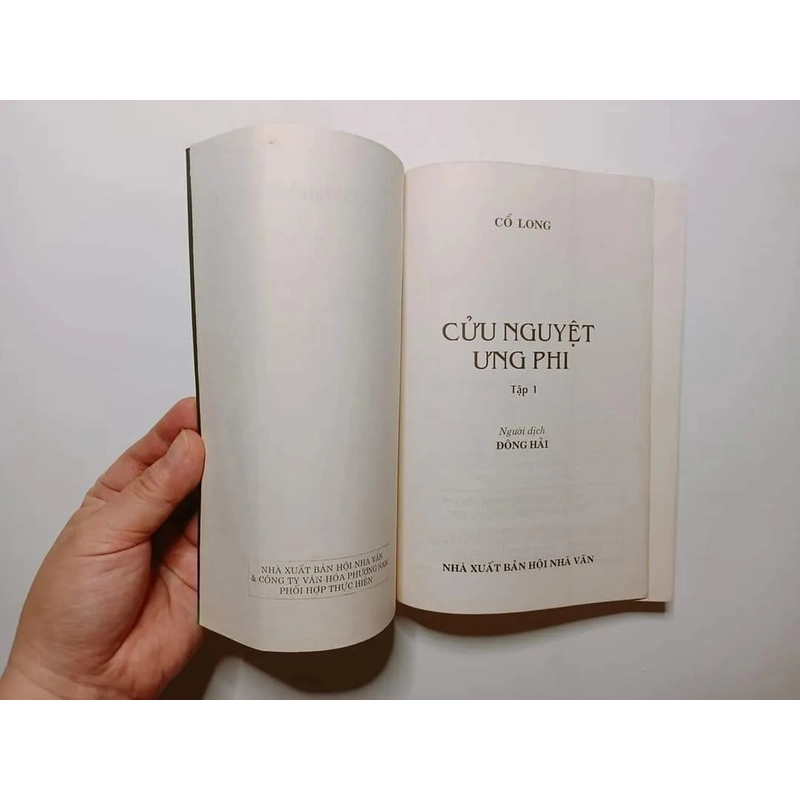 NHÀ XUẤT BẢN HỘI NHÀ VĂN
& CÔNG TY VĂN HÓA PHƯƠNG NAM
PHỐI HỢP THỰC HIỆN
CỔ LONG
CỬU NGUYỆT
ƯNG PHI
Tập 1
Người dịch
ĐÔNG HẢI
NHÀ XUẤT BẢN HỘI NHÀ VĂN